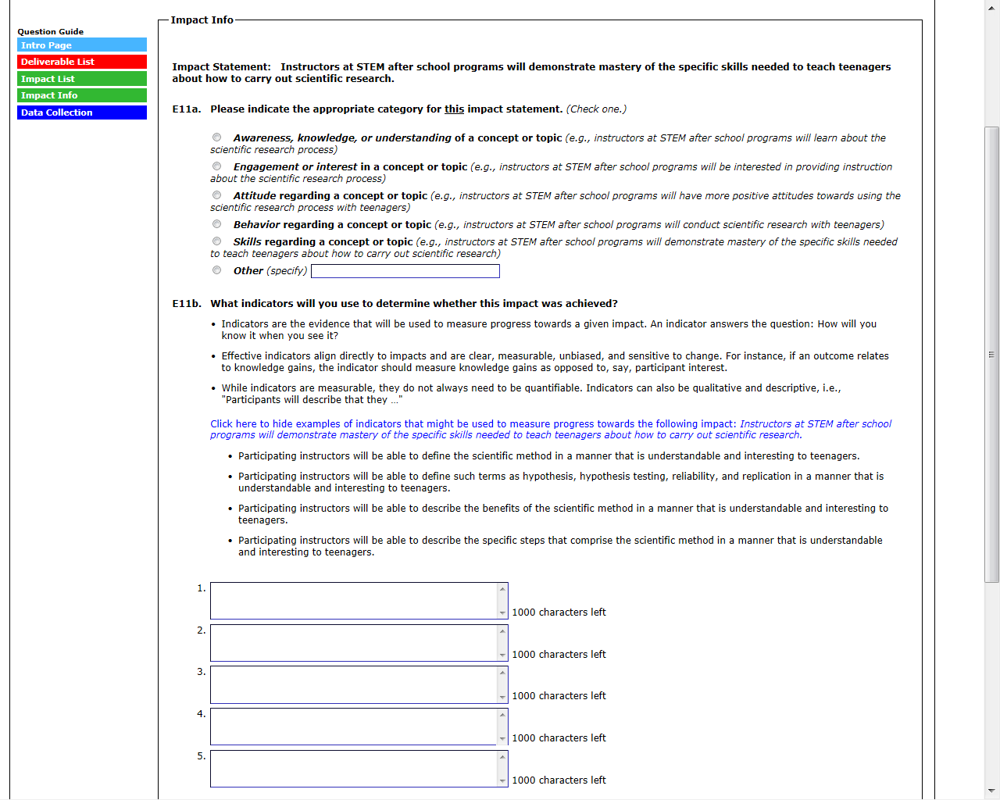 Impact Info
Question Guide
Intro Page
Deliverable List
Impact List
Impact Info
Data Collection
Impact Statement: Instructors at STEM after school programs will demonstrate mastery of the specific skills needed to teach teenagers
about how to carry out scientific research.
E11a. Please indicate the appropriate category for this impact statement. (Check one.)
Awareness, knowledge, or understanding of a concept or topic (e.g., instructors at STEM after school programs will learn about the
scientific research process)
Engagement or interest in a concept or topic (e.g., instructors at STEM after school programs will be interested in providing instruction
about the scientific research process)
Attitude regarding a concept or topic (e.g., instructors at STEM after school programs will have more positive attitudes towards using the
scientific research process with teenagers)
Behavior regarding a concept or topic (e.g., instructors at STEM after school programs will conduct scientific research with teenagers)
Skills regarding a concept or topic (e.g., instructors at STEM after school programs will demonstrate mastery of the specific skills needed
to teach teenagers about how to carry out scientific research)
Other (specify)
E11b. What indicators will you use to determine whether this impact was achieved?
• Indicators are the evidence that will be used to measure progress towards a given impact. An indicator answers the question: How will you
know it when you see it?
• Effective indicators align directly to impacts and are clear, measurable, unbiased, and sensitive to change. For instance, if an outcome relates
to knowledge gains, the indicator should measure knowledge gains as opposed to, say, participant interest.
• While indicators are measurable, they do not always need to be quantifiable. Indicators can also be qualitative and descriptive, i.e.,
"Participants will describe that they ..."
Click here to hide examples of indicators that might be used to measure progress towards the following impact: Instructors at STEM after school
programs will demonstrate mastery of the specific skills needed to teach teenagers about how to carry out scientific research.
• Participating instructors will be able to define the scientific method in a manner that is understandable and interesting to teenagers.
• Participating instructors will be able to define such terms as hypothesis, hypothesis testing, reliability, and replication in a manner that is
understandable and interesting to teenagers.
• Participating instructors will be able to describe the benefits of the scientific method in a manner that is understandable and interesting to
teenagers.
• Participating instructors will be able to describe the specific steps that comprise the scientific method in a manner that is understandable
and interesting to teenagers.
1. 1000 characters left
2. 1000 characters left
3. 1000 characters left
4. 1000 characters left
5. 1000 characters left